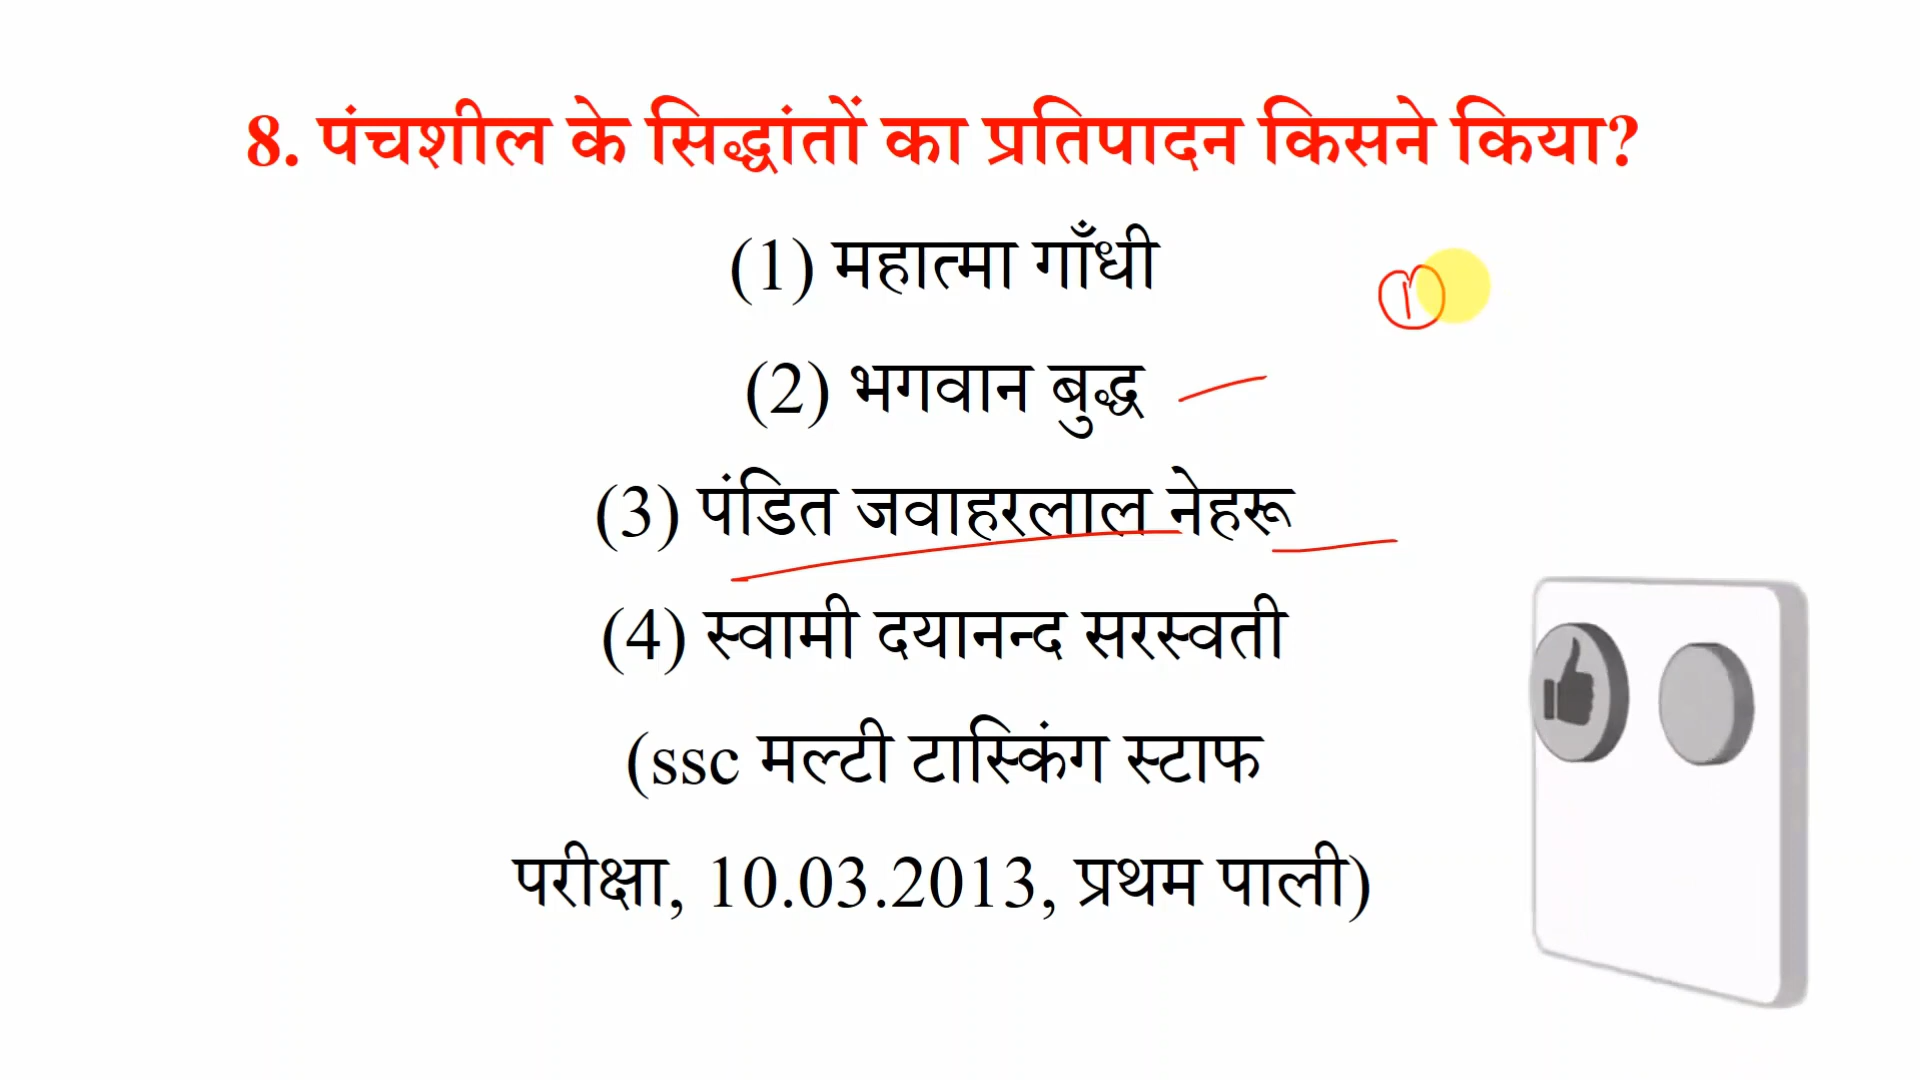 8. पंचशील के सिद्धांतों का प्रतिपादन किसने किया?
(1) महात्मा गाँधी
1
(2) भगवान बुद्ध
(3) पंडित जवाहरलाल नेहरू
(4) स्वामी दयानन्द सरस्वती
(ssc मल्टी टास्किंग स्टाफ
परीक्षा, 10.03.2013, प्रथम पाली)